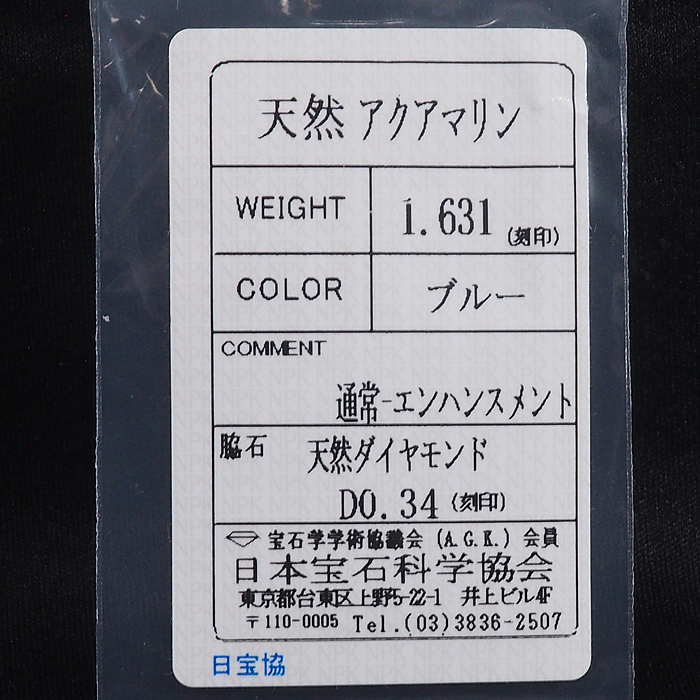 天然 アクアマリン
WEIGHT 1.631 (刻印)
COLOR ブルー
COMMENT
通常-エンハンスメント
脇石 天然ダイヤモンド
D0.34 (刻印)
宝石学学術協議会 (A.G.K.) 会員
日本宝石科学協会
東京都台東区上野5-22-1 井上ビル4F
〒110-0005 Tel.(03)3836-2507
日宝協